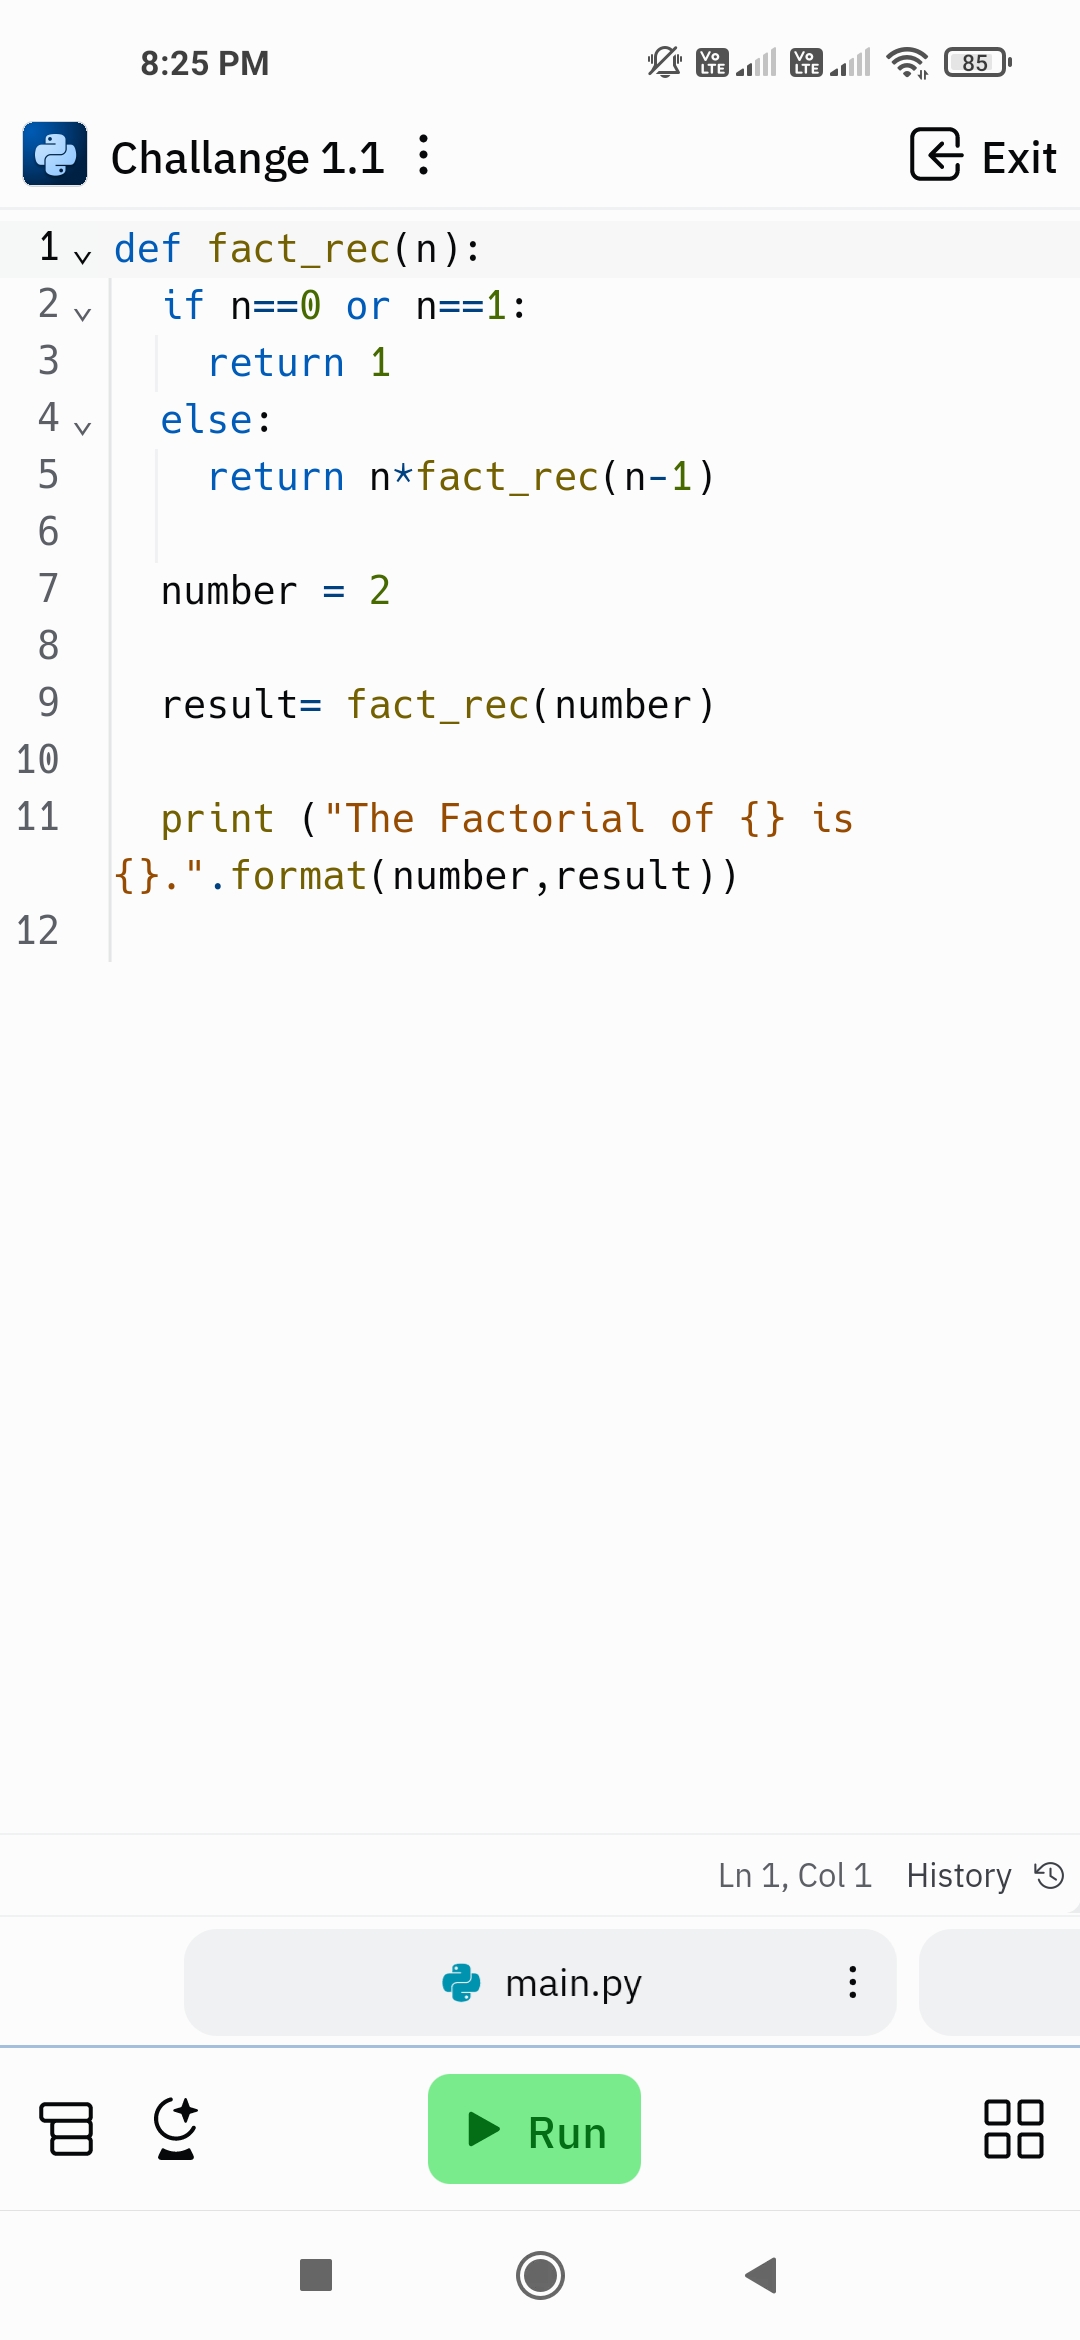 8:25 PM
Vo LTE
Vo LTE
85
Challange 1.1
Exit
1 def fact_rec(n):
2   if n==0 or n==1:
3     return 1
4   else:
5     return n*fact_rec(n-1)
6
7   number = 2
8
9   result= fact_rec(number)
10
11   print ("The Factorial of {} is
{}.".format(number,result))
12
Ln 1, Col 1 History
main.py
Run